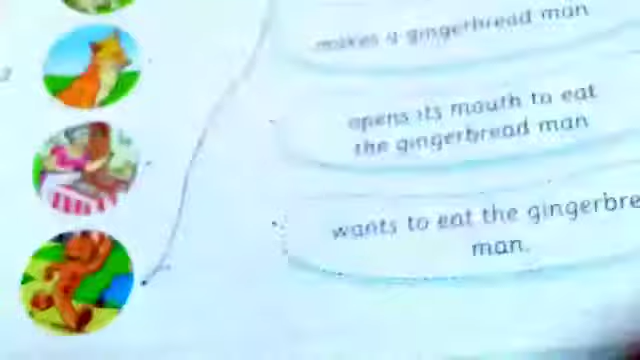 makes a gingerbread man
opens its mouth to eat
the gingerbread man
wants to eat the gingerbre
man.